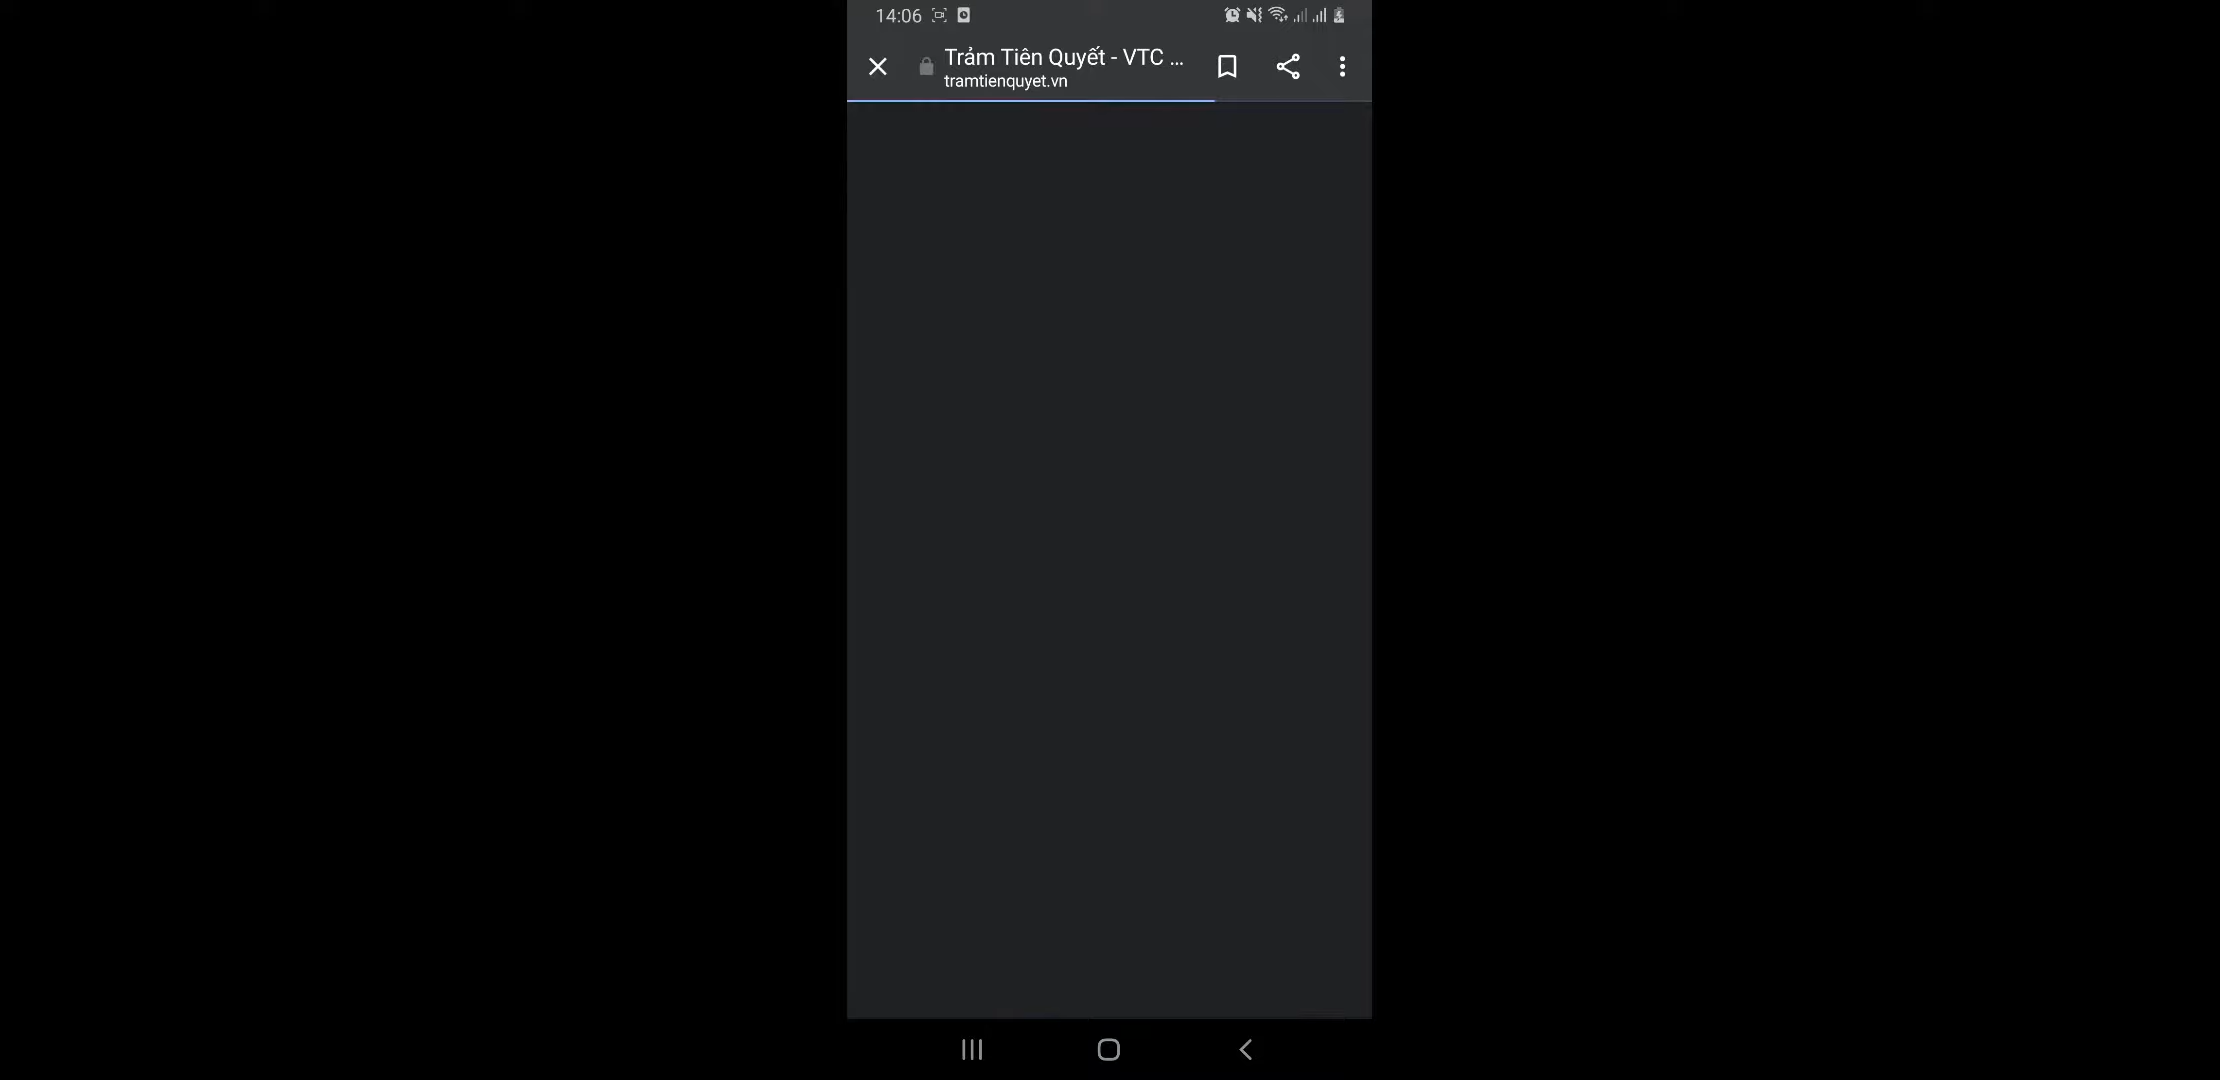 14:06
Trảm Tiên Quyết - VTC ...
tramtienquyet.vn